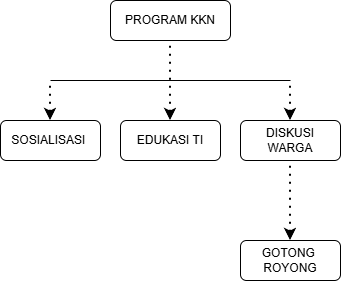 PROGRAM KKN
SOSIALISASI
EDUKASI TI
DISKUSI
WARGA
GOTONG
ROYONG